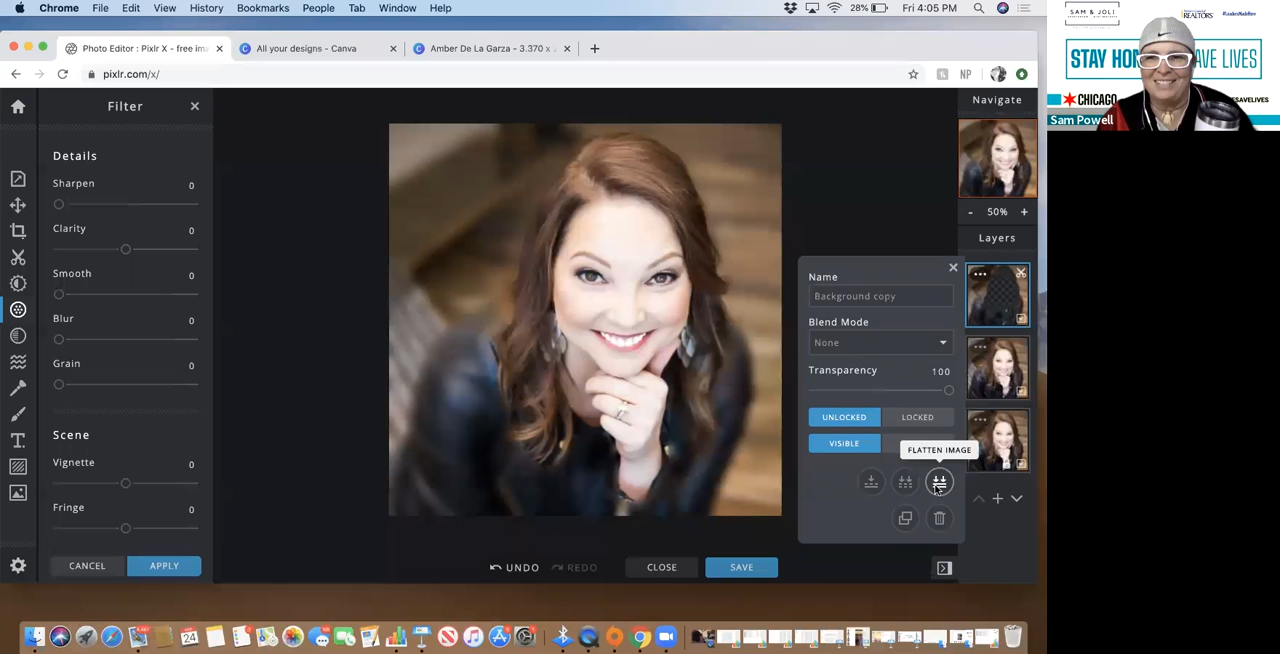 Chrome File Edit View History Bookmarks People Tab Window Help
28% Fri 4:05 PM
Photo Editor : Pixlr X - free im
All your designs - Canva
Amber De La Garza - 3.370 x
pixlr.com/x/
NP
Filter
Details
Sharpen 0
Clarity 0
Smooth 0
Blur 0
Grain 0
Scene
Vignette 0
Fringe 0
CANCEL APPLY
UNDO REDO CLOSE SAVE
Name
Background copy
Blend Mode
None
Transparency 100
UNLOCKED LOCKED
VISIBLE
FLATTEN IMAGE
Navigate
- 50% +
Layers
24
SAM & JOLI
REALTORS
STAY HO AVE LIVES
CHICAGO
ESAVELIVES
Sam Powell